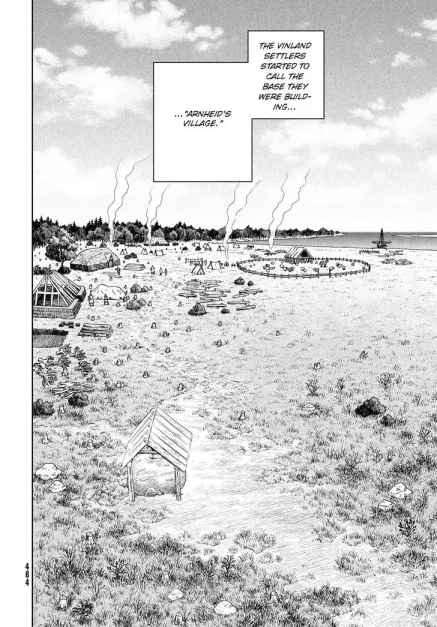 THE VINLAND
SETTLERS
STARTED TO
CALL THE
BASE THEY
WERE BUILD-
ING...
..."ARNHEID'S
VILLAGE."
484